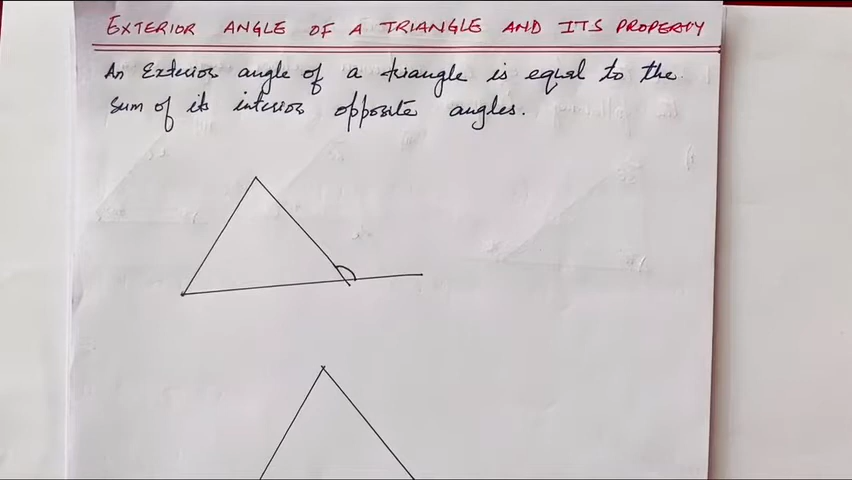 EXTERIOR ANGLE OF A TRIANGLE AND ITS PROPERTY
An Exterior angle of a triangle is equal to the
sum of its interior opposite angles.